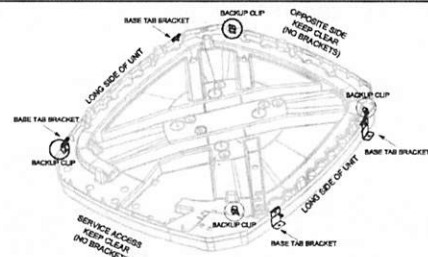 BACKUP CLIP
OPPOSITE SIDE
KEEP CLEAR
(NO BRACKETS)
BASE TAB BRACKET
LONG SIDE OF UNIT
BACKUP CLIP
BASE TAB BRACKET
BASE TAB BRACKET
BACKUP CLIP
LONG SIDE OF UNIT
BACKUP CLIP
BASE TAB BRACKET
SERVICE ACCESS
KEEP CLEAR
(NO BRACKET